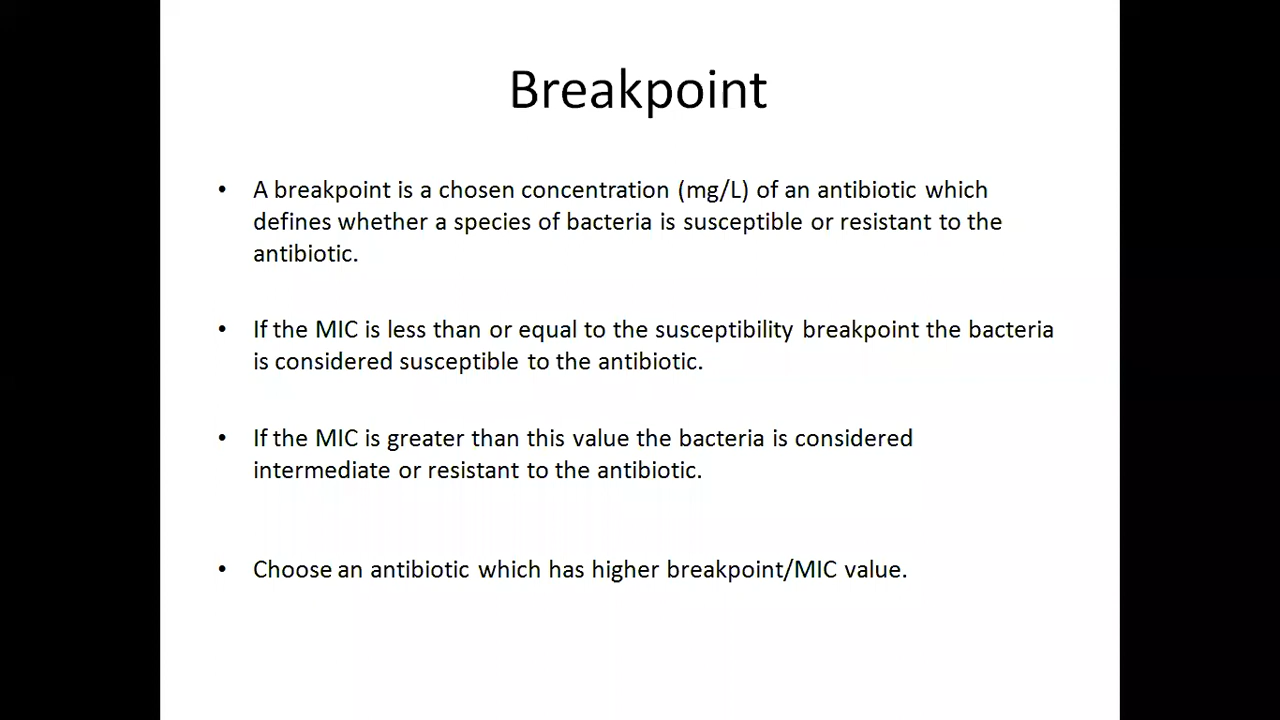 Breakpoint
• A breakpoint is a chosen concentration (mg/L) of an antibiotic which
defines whether a species of bacteria is susceptible or resistant to the
antibiotic.
• If the MIC is less than or equal to the susceptibility breakpoint the bacteria
is considered susceptible to the antibiotic.
• If the MIC is greater than this value the bacteria is considered
intermediate or resistant to the antibiotic.
• Choose an antibiotic which has higher breakpoint/MIC value.